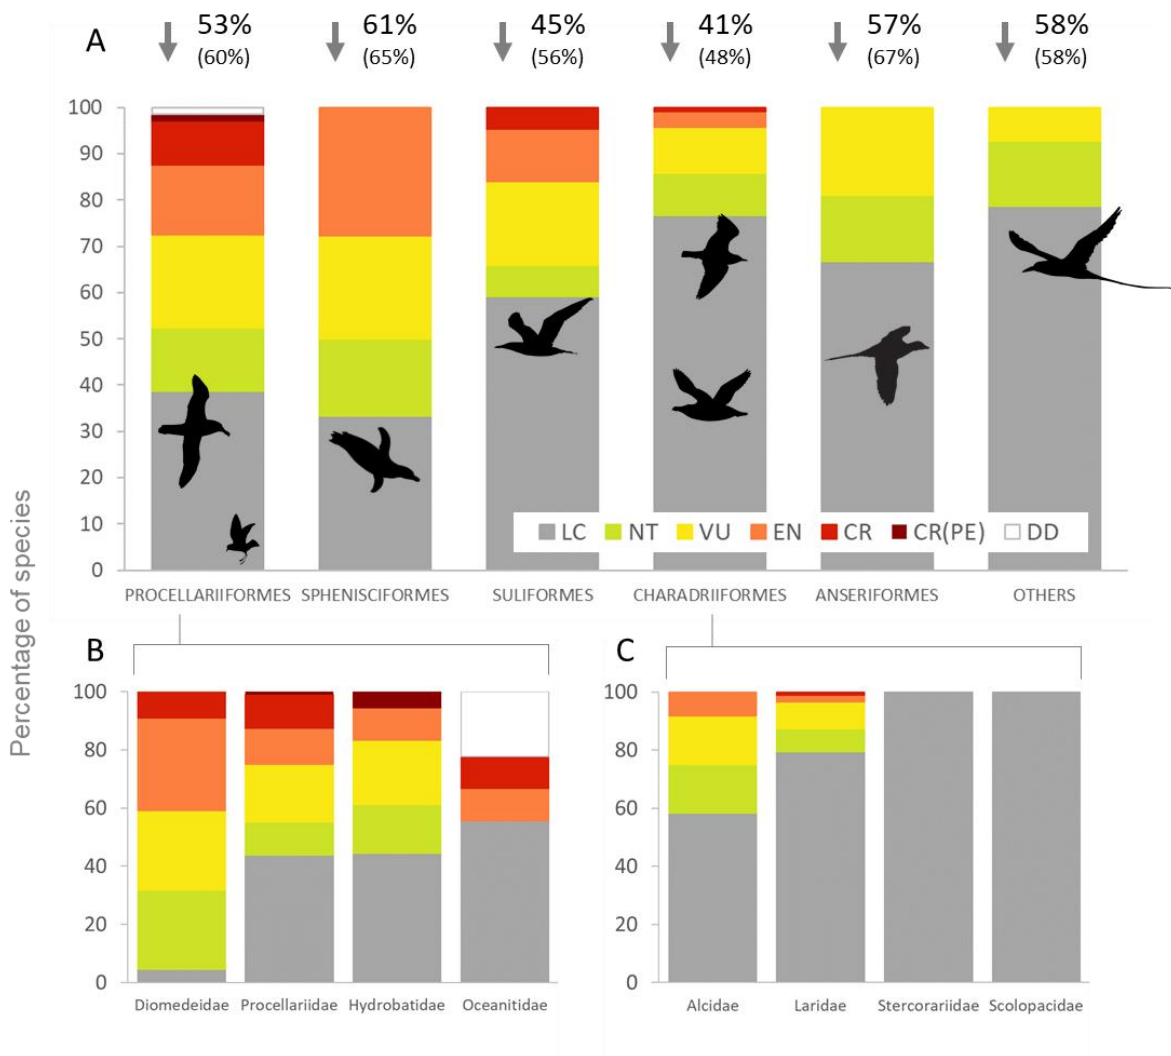 A
53% 61% 45% 41% 57% 58%
(60%) (65%) (56%) (48%) (67%) (58%)
100
90
80
70
60
50
40
30
20
10
0
LC NT VU EN CR CR(PE) DD
PROCELLARIIFORMES SPHENISCIFORMES SULIFORMES CHARADRIIFORMES ANSERIFORMES OTHERS
Percentage of species
B
100
80
60
40
20
0
Diomedeidae Procellariidae Hydrobatidae Oceanitidae
C
100
80
60
40
20
0
Alcidae Laridae Stercorariidae Scolopacidae